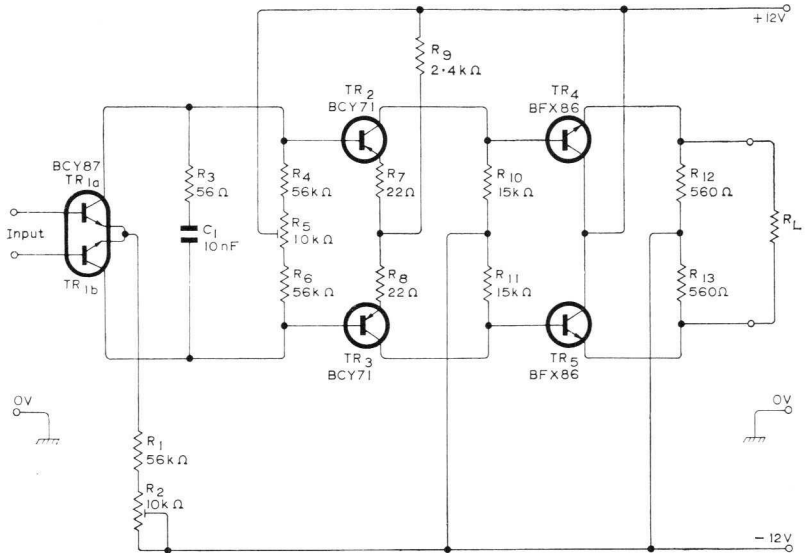 +12V
R9
2·4kΩ
TR2
BCY71
TR4
BFX86
BCY87
TR1a
R3
56Ω
R4
56kΩ
R7
22Ω
R10
15kΩ
R12
560Ω
Input
C1
10nF
R5
10kΩ
RL
TR1b
R6
56kΩ
R8
22Ω
R11
15kΩ
R13
560Ω
TR3
BCY71
TR5
BFX86
0V
0V
R1
56kΩ
R2
10kΩ
−12V